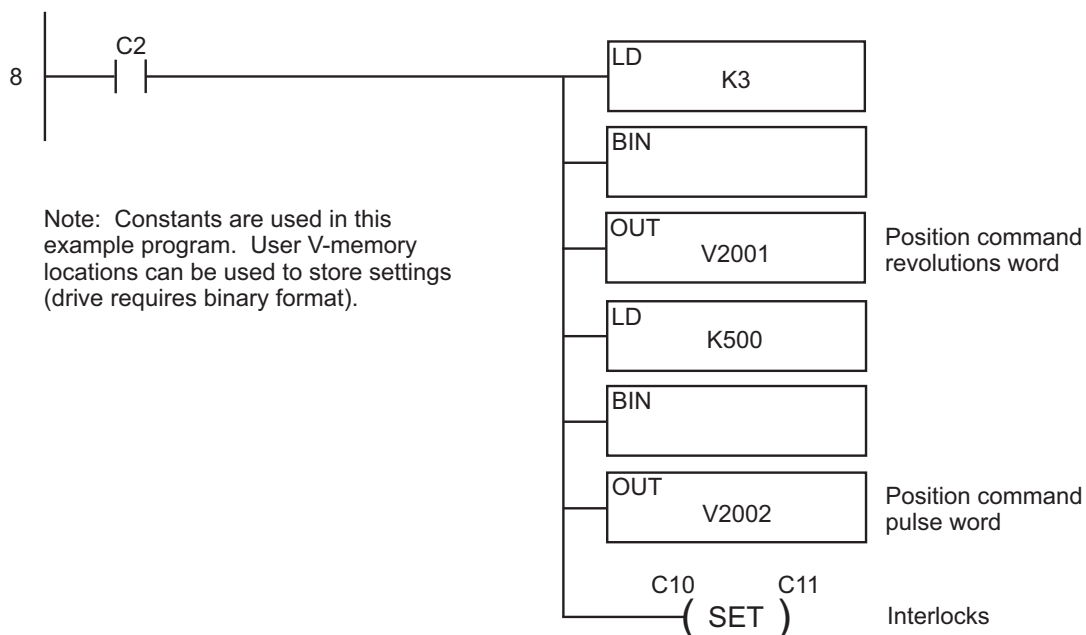 C2
8
LD
K3
BIN
OUT
V2001
Position command
revolutions word
Note: Constants are used in this
example program. User V-memory
locations can be used to store settings
(drive requires binary format).
LD
K500
BIN
OUT
V2002
Position command
pulse word
C10 C11
( SET )
Interlocks